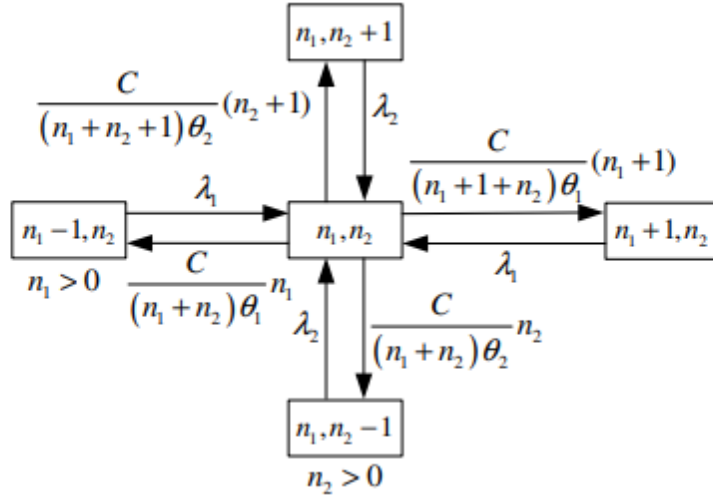 n₁, n₂ + 1
C/((n₁ + n₂ + 1)θ₂) (n₂ + 1)
λ₂
C/((n₁ + 1 + n₂)θ₁) (n₁ + 1)
λ₁
n₁ − 1, n₂
n₁, n₂
n₁ + 1, n₂
n₁ > 0
C/((n₁ + n₂)θ₁) n₁
λ₁
λ₂
C/((n₁ + n₂)θ₂) n₂
n₁, n₂ − 1
n₂ > 0